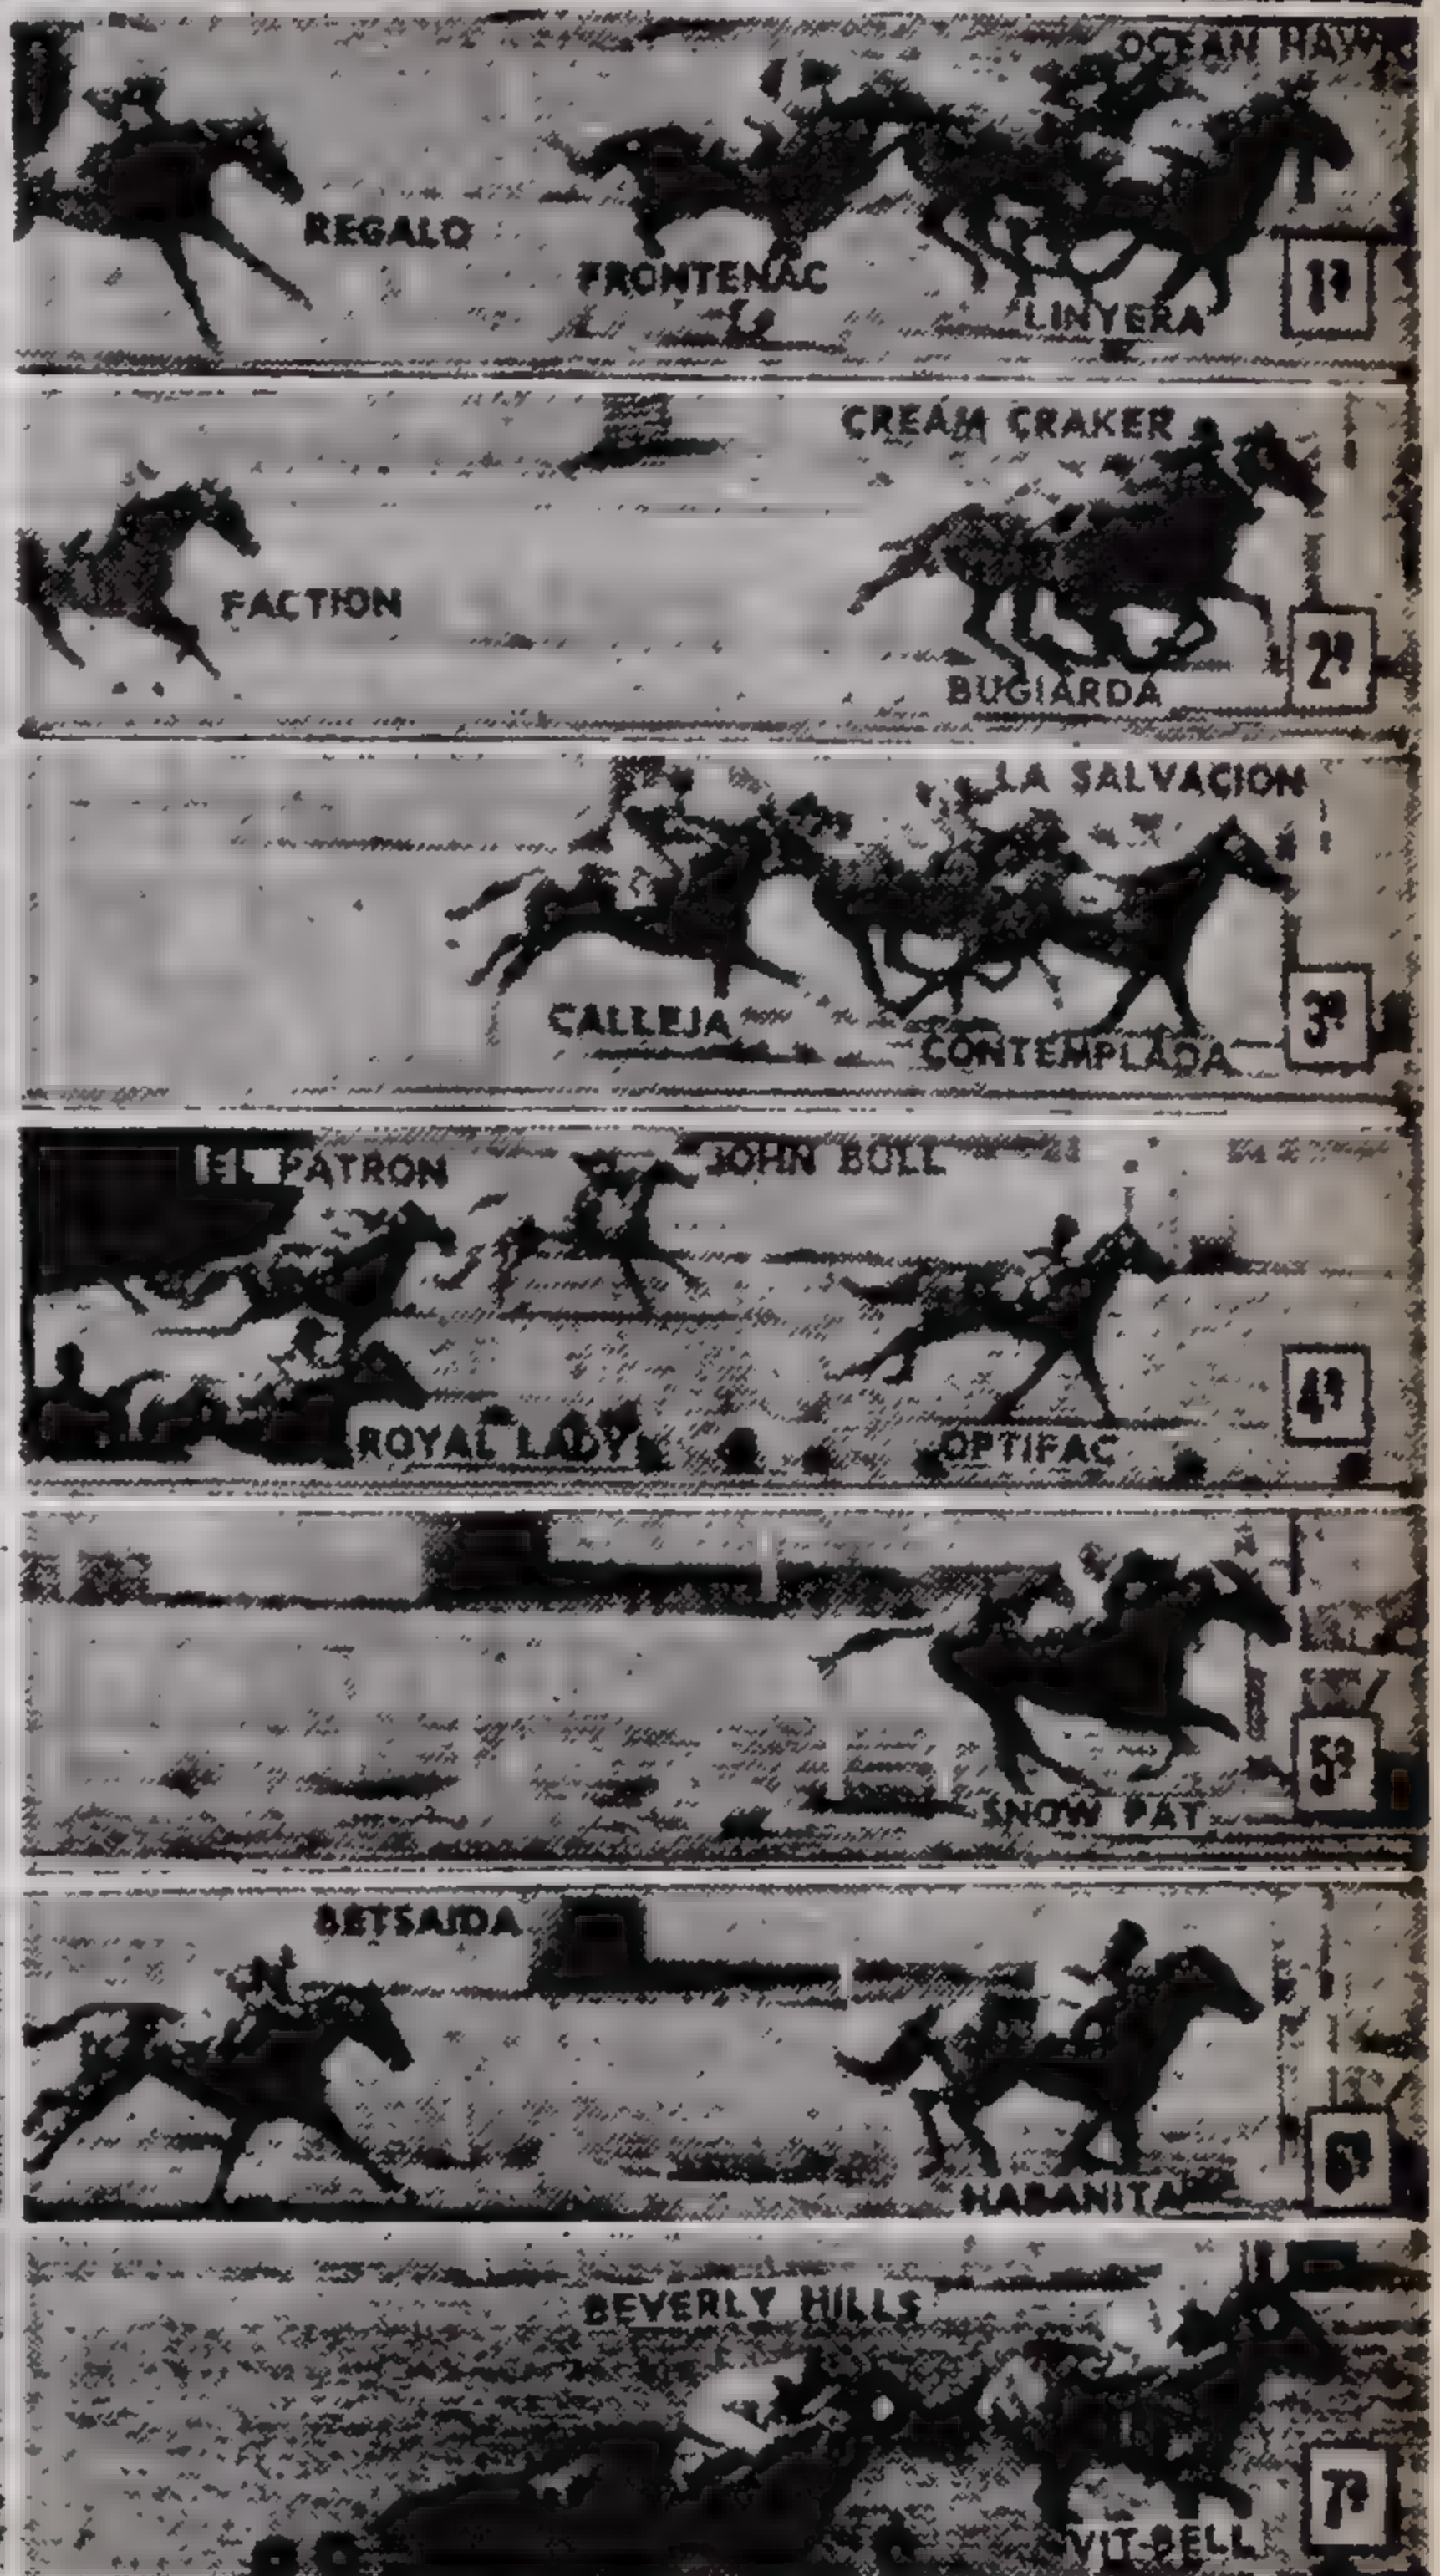 OCEAN HAWK
REGALO
FRONTENAC
LINYERA
1ª
CREAM CRAKER
FACTION
BUGIARDA
2ª
LA SALVACION
CALLEJA
CONTEMPLADA
3ª
EL PATRON
JOHN BULL
ROYAL LADY
OPTIFAC
4ª
SNOW PAT
5ª
BETSAIDA
HABANITA
6ª
BEVERLY HILLS
VIT-BELL
7ª